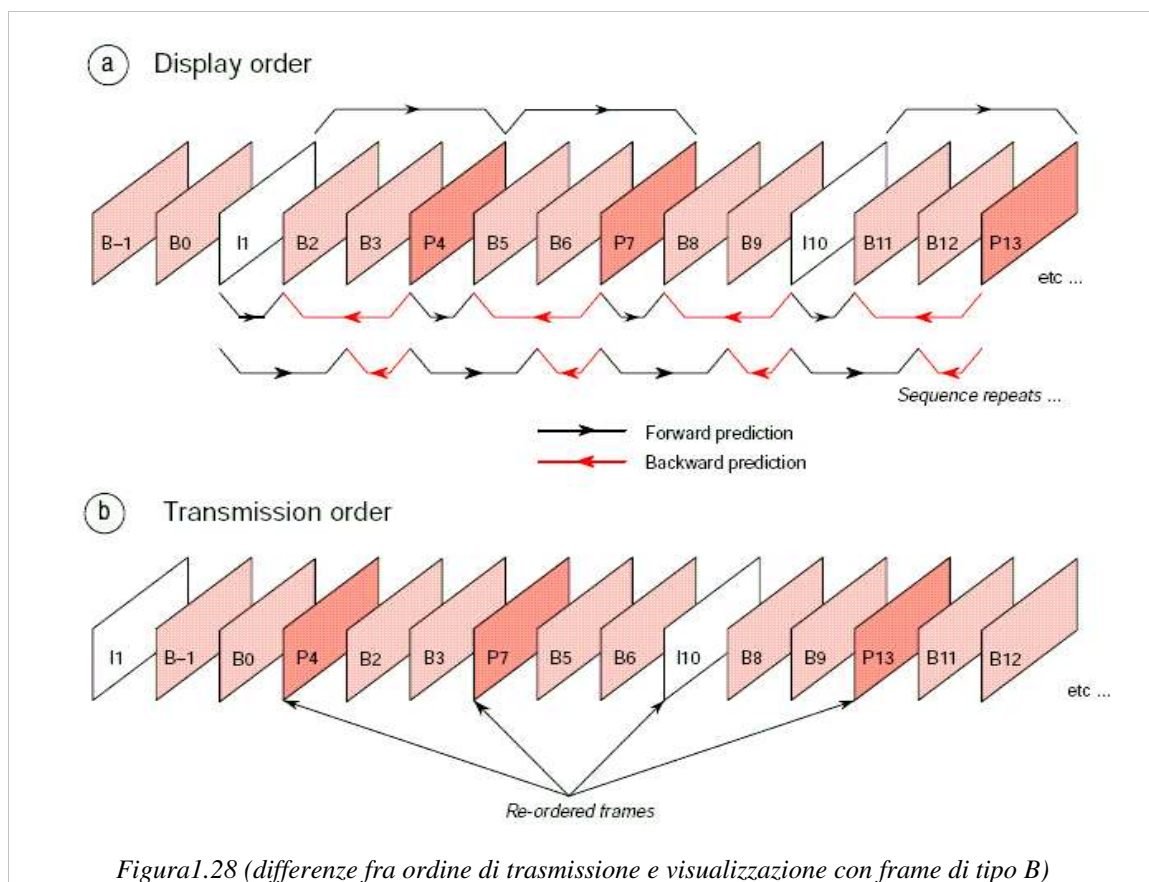 a Display order
B–1 B0 I1 B2 B3 P4 B5 B6 P7 B8 B9 I10 B11 B12 P13
etc ...
Sequence repeats ...
Forward prediction
Backward prediction
b Transmission order
I1 B–1 B0 P4 B2 B3 P7 B5 B6 I10 B8 B9 P13 B11 B12
etc ...
Re-ordered frames
Figura1.28 (differenze fra ordine di trasmissione e visualizzazione con frame di tipo B)